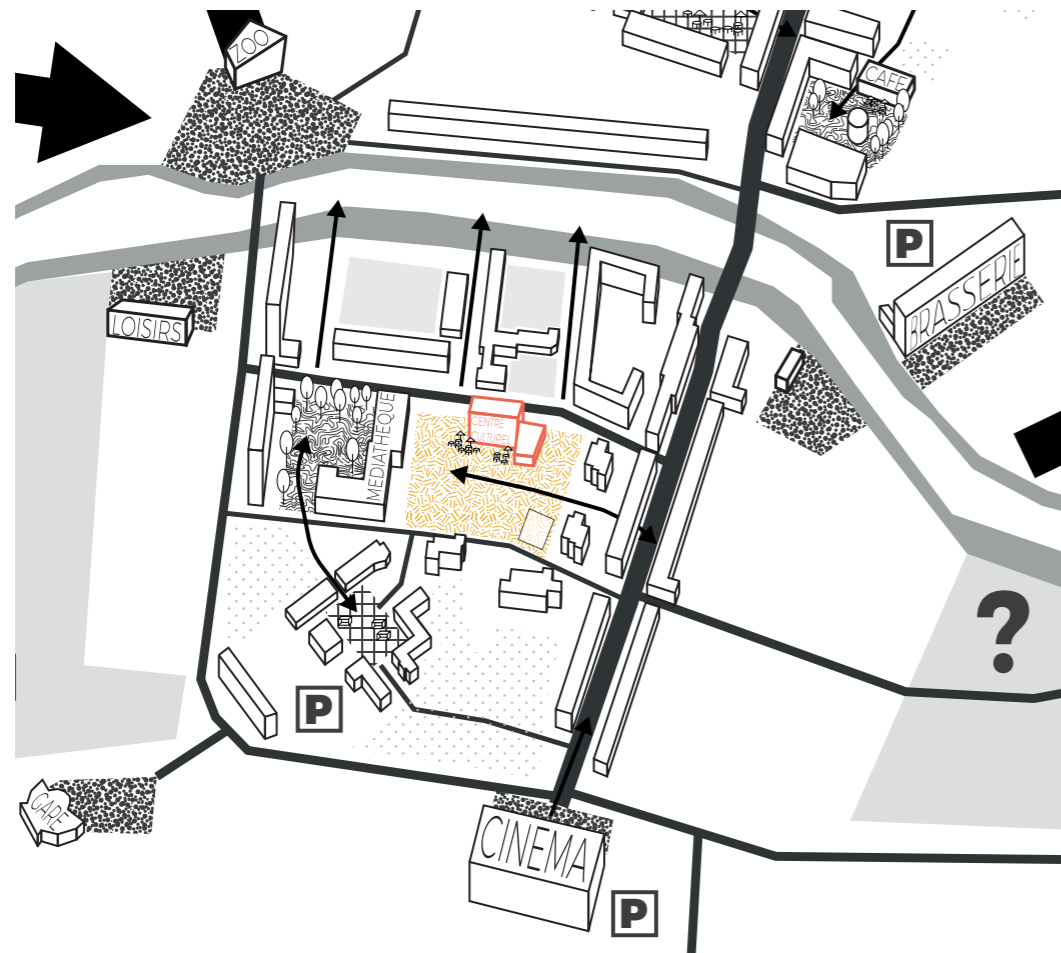 ZOO
CAFE
P
BRASSERIE
LOISIRS
MEDIATHEQUE
CENTRE
CULTUREL
?
P
GARE
CINEMA
P